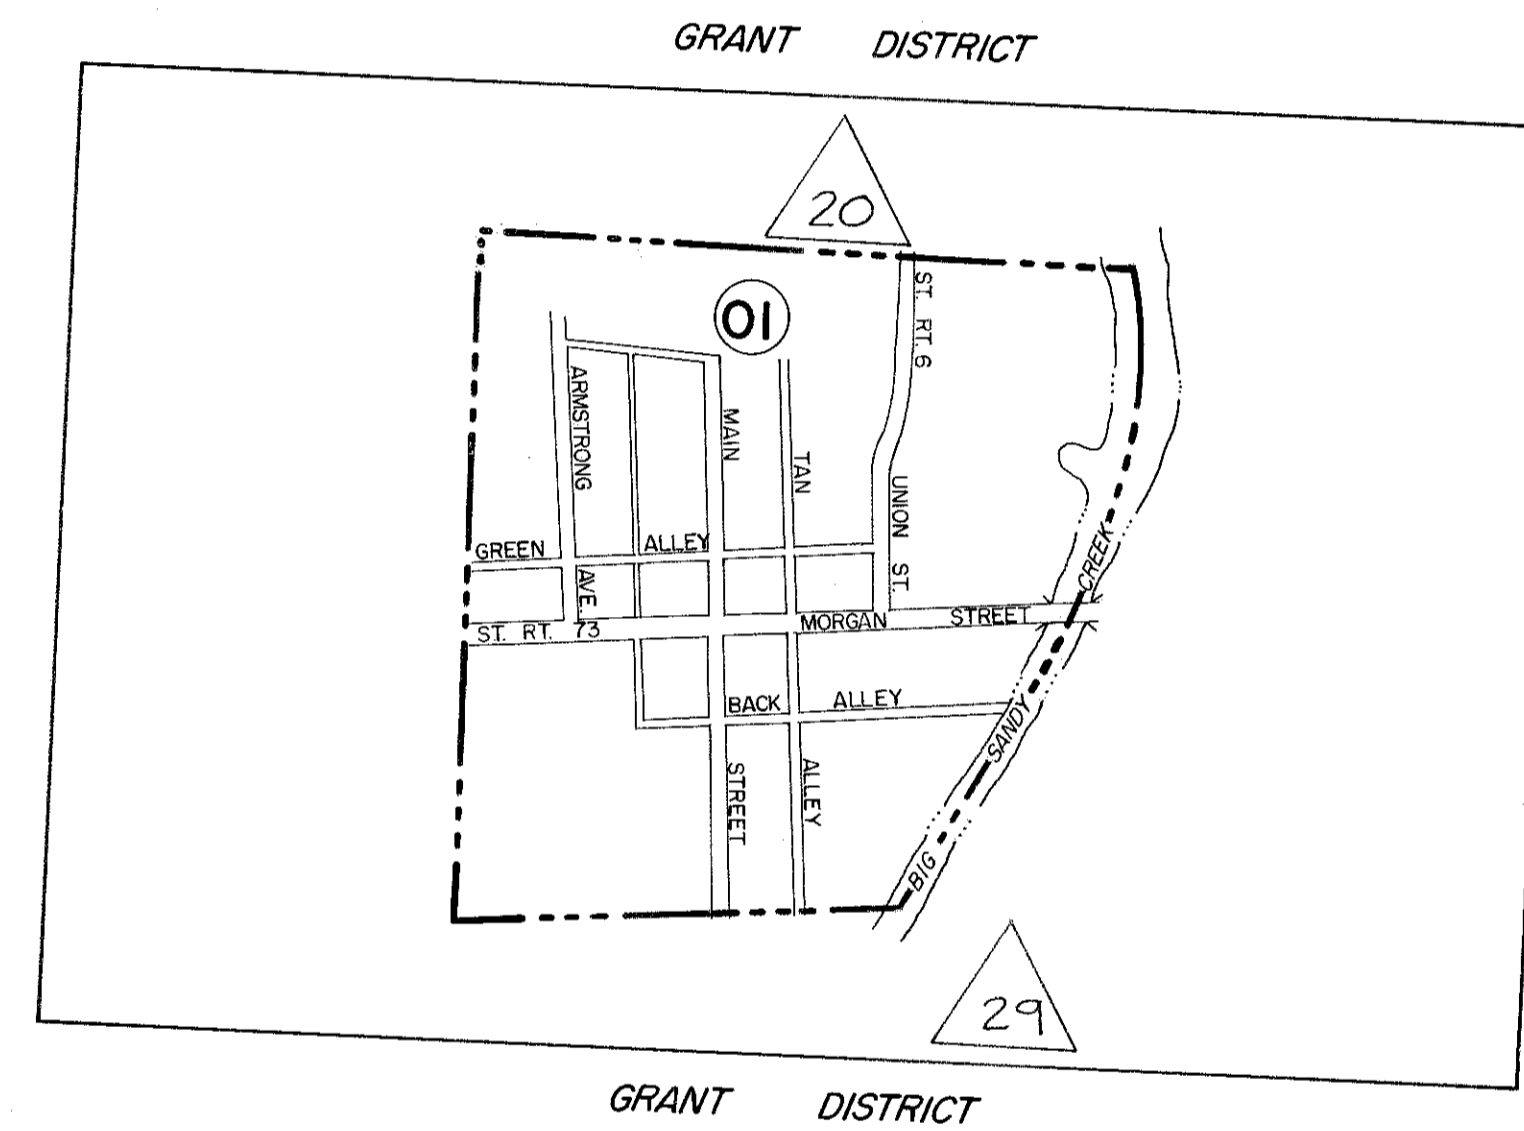 GRANT DISTRICT
20
01
ST. RT. 6
ARMSTRONG AVE.
MAIN STREET
TAN ALLEY
UNION ST.
GREEN ALLEY
ST. RT. 73
MORGAN STREET
BACK ALLEY
BIG SANDY CREEK
29
GRANT DISTRICT